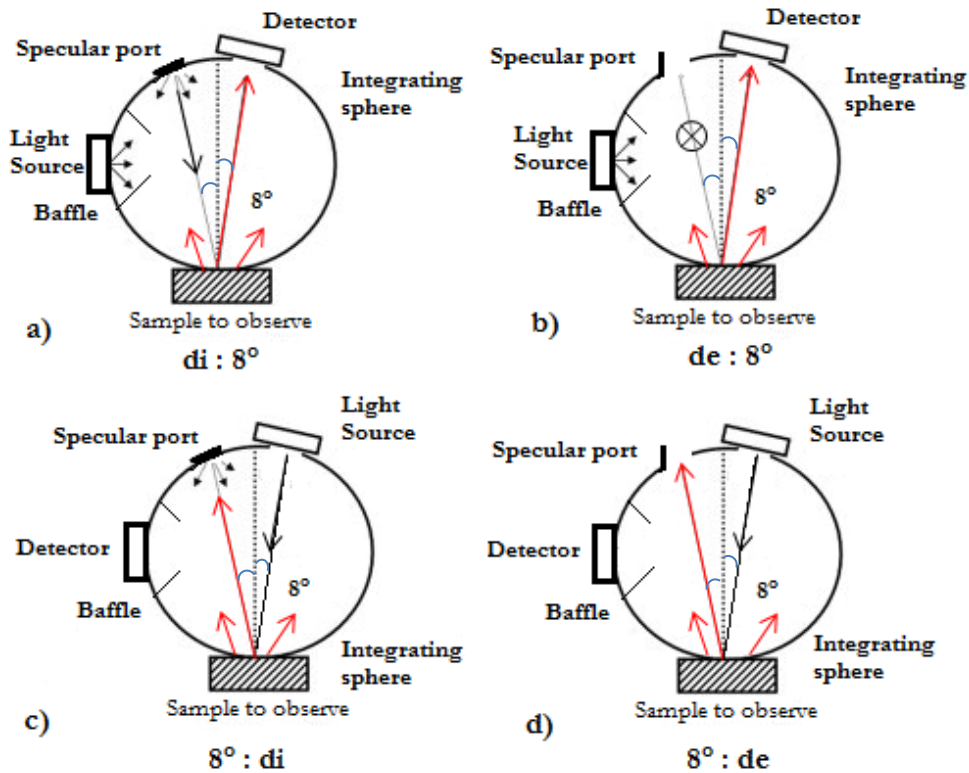 Detector
Specular port
Integrating
sphere
Light
Source
8°
Baffle
Sample to observe
a)
di : 8°
Detector
Specular port
Integrating
sphere
Light
Source
8°
Baffle
Sample to observe
b)
de : 8°
Light
Source
Specular port
Detector
8°
Baffle
Integrating
sphere
Sample to observe
c)
8° : di
Light
Source
Specular port
Detector
8°
Baffle
Integrating
sphere
Sample to observe
d)
8° : de